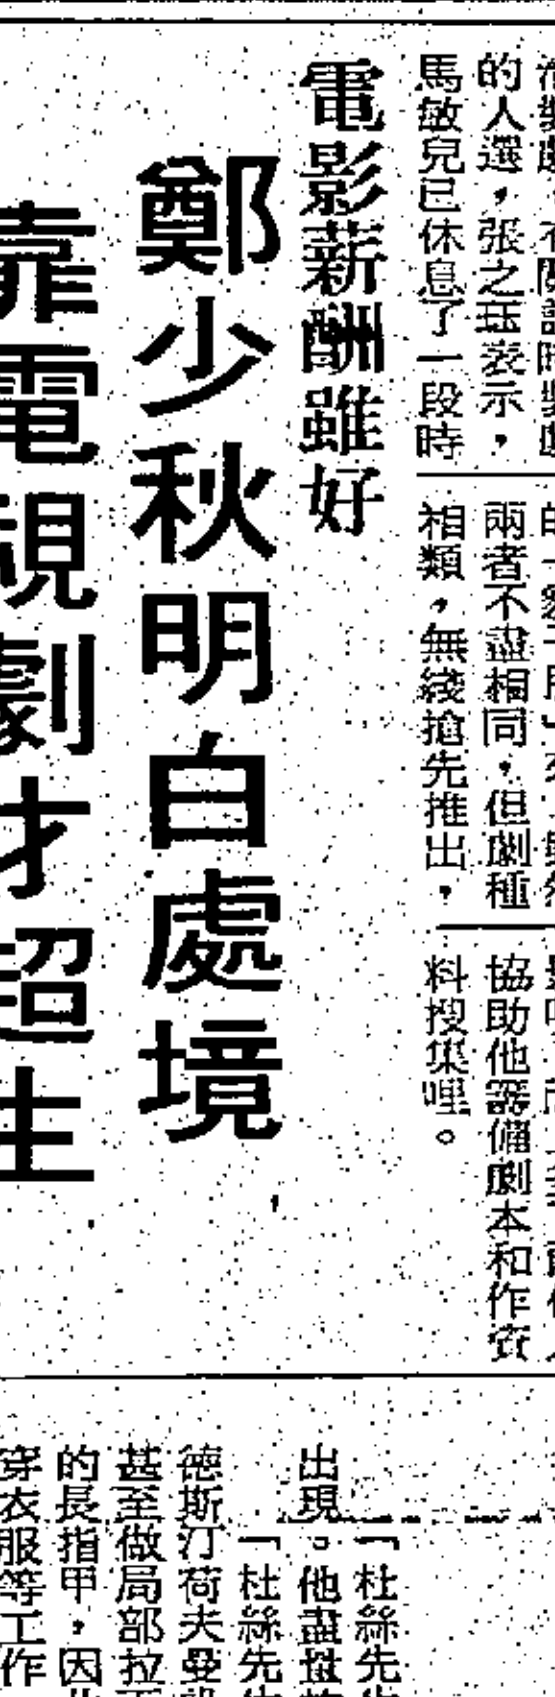 的人選，張之珏表示，
馬敏兒已休息了一段時
兩者不盡相同，但劇種
相類，無綫搶先推出，
協助他籌備劇本和作資
料搜集哩。
電影薪酬雖好
鄭少秋明白處境
靠電視劇才超生
「杜絲先生
出現。他盡
「杜絲先生
德斯汀荷夫曼
甚至做局部拉
的長指甲，因
穿衣服等工作